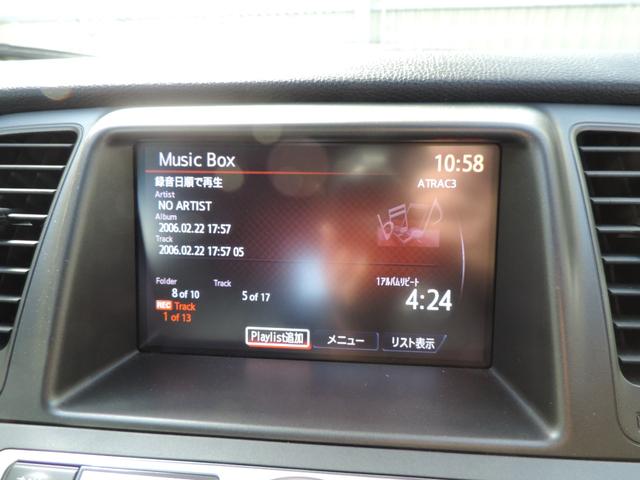 Music Box
10:58
録音日順で再生
ATRAC3
Artist
NO ARTIST
Album
2006.02.22 17:57
Track
2006.02.22 17:57 05
Folder Track
8 of 10 5 of 17
1アルバムリピート
4:24
REC Track
1 of 13
Playlist追加 メニュー リスト表示